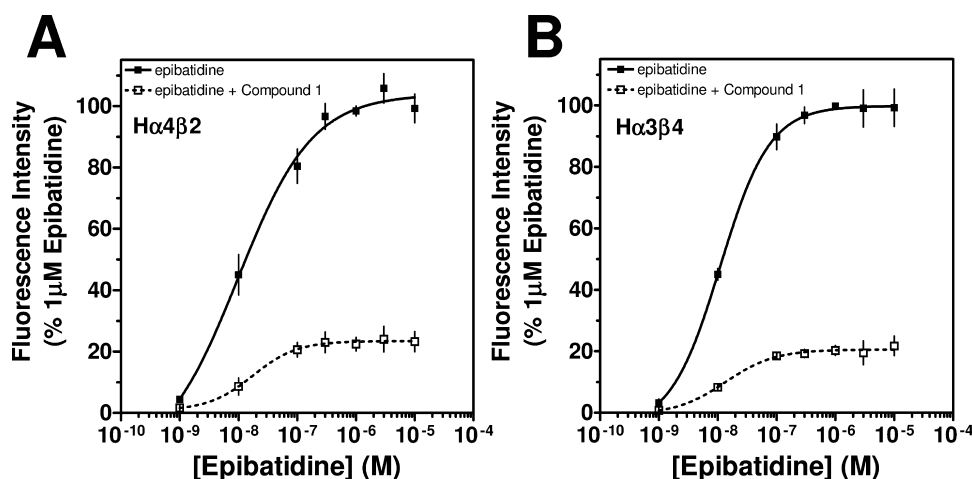 A
epibatidine
epibatidine + Compound 1
Hα4β2
Fluorescence Intensity
(% 1μM Epibatidine)
100
80
60
40
20
0
10-10 10-9 10-8 10-7 10-6 10-5 10-4
[Epibatidine] (M)
B
epibatidine
epibatidine + Compound 1
Hα3β4
Fluorescence Intensity
(% 1μM Epibatidine)
100
80
60
40
20
0
10-10 10-9 10-8 10-7 10-6 10-5 10-4
[Epibatidine] (M)